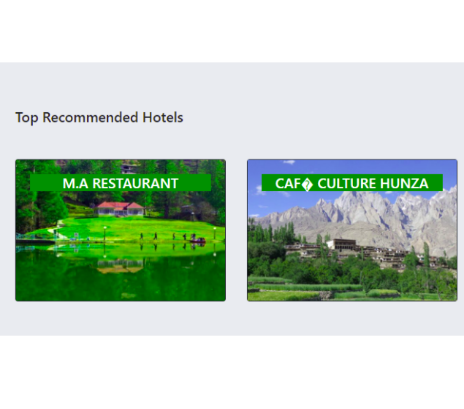 Top Recommended Hotels
M.A RESTAURANT
CAF� CULTURE HUNZA